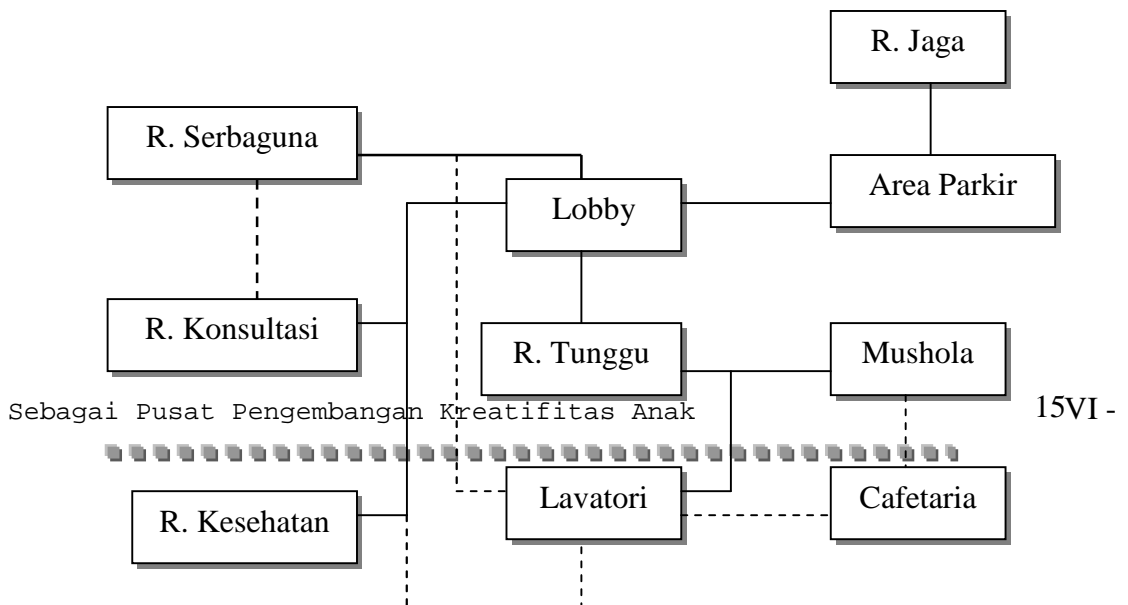 R. Jaga
R. Serbaguna
Area Parkir
Lobby
R. Konsultasi
R. Tunggu
Mushola
Sebagai Pusat Pengembangan Kreatifitas Anak
15VI -
Lavatori
Cafetaria
R. Kesehatan